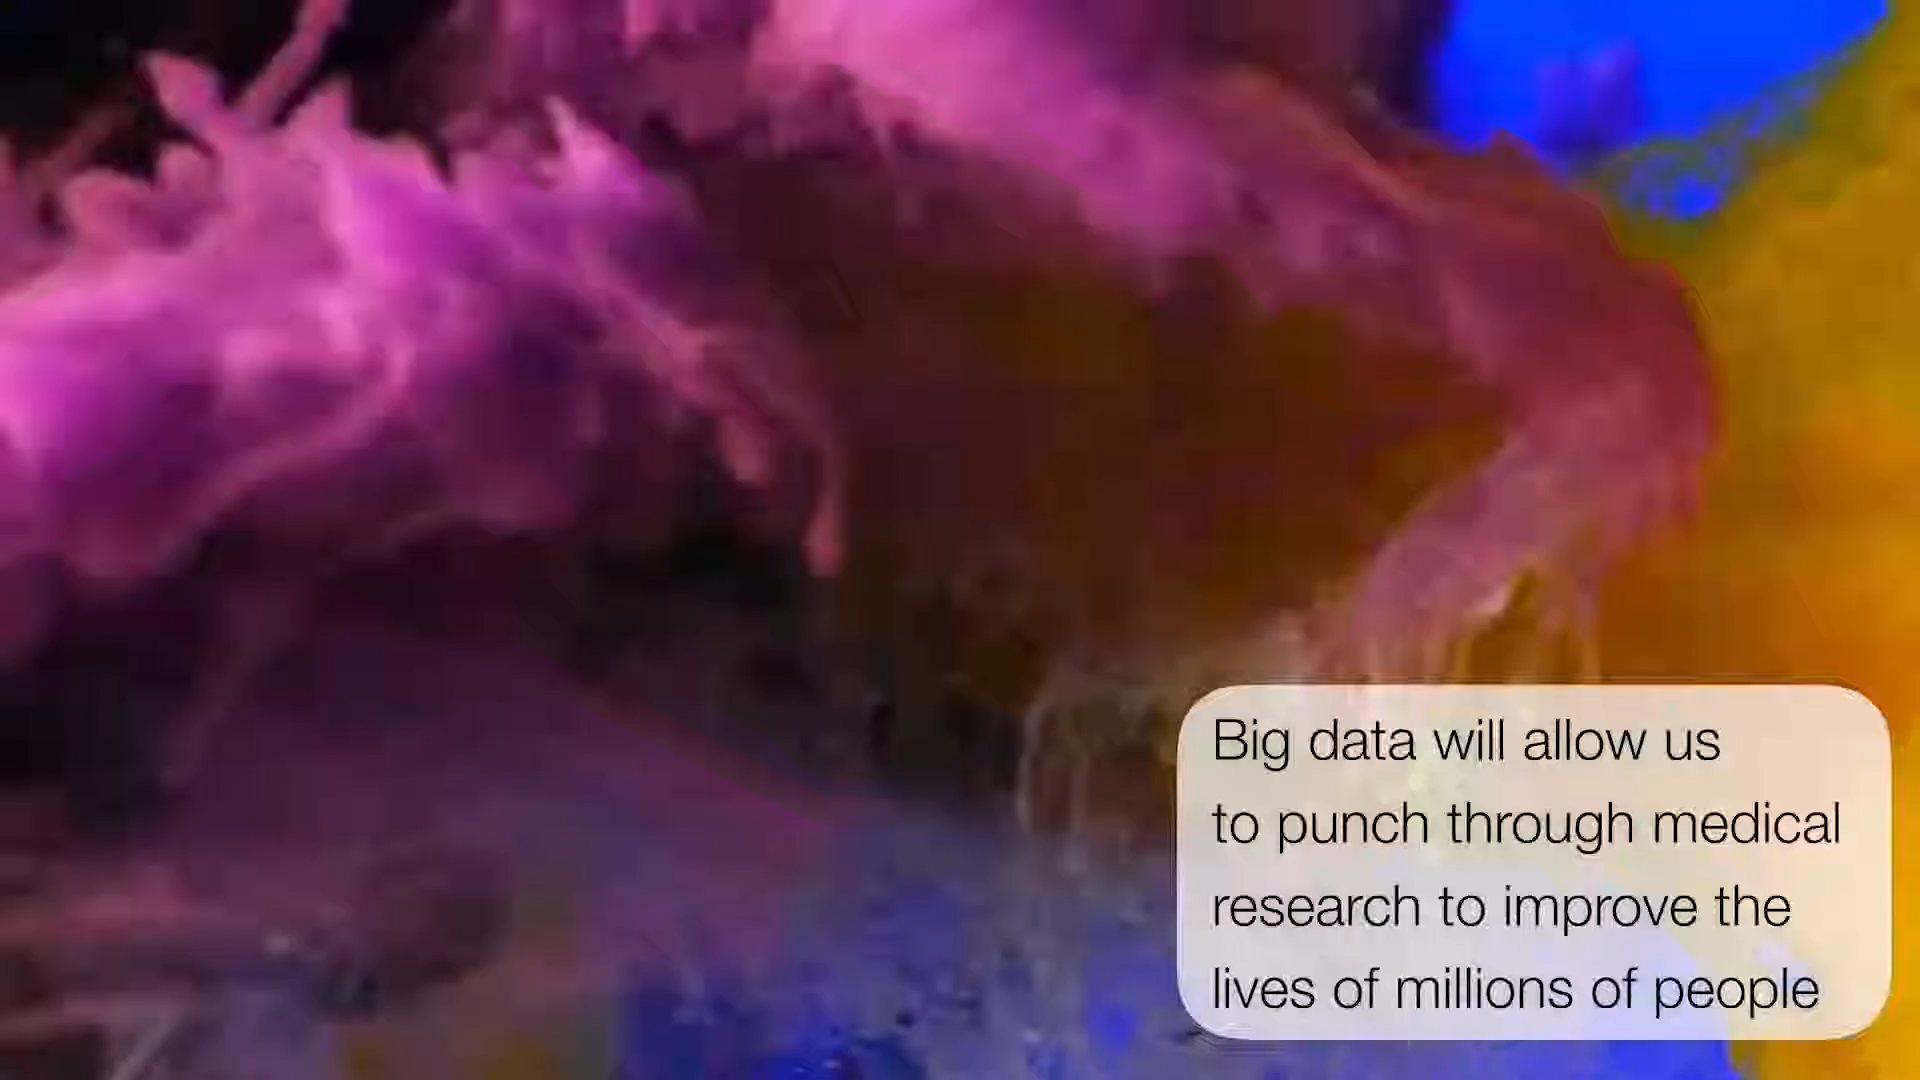 Big data will allow us
to punch through medical
research to improve the
lives of millions of people